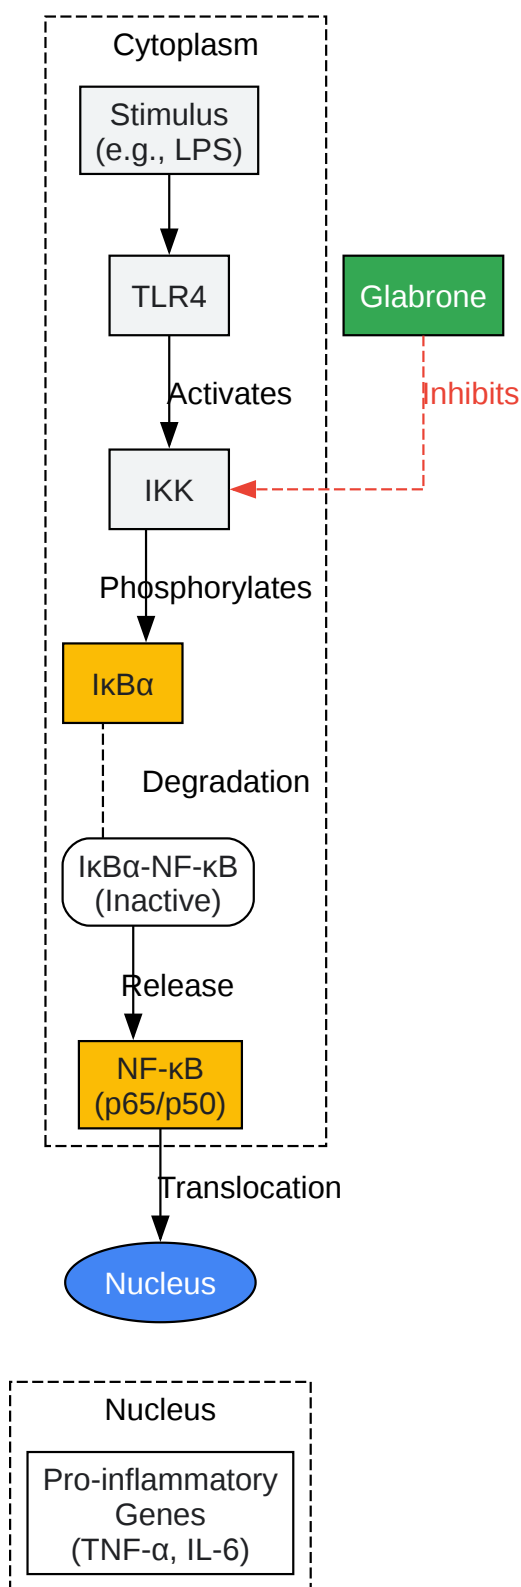 Cytoplasm
Stimulus
(e.g., LPS)
TLR4
Glabrone
Activates
Inhibits
IKK
Phosphorylates
IκBα
Degradation
IκBα-NF-κB
(Inactive)
Release
NF-κB
(p65/p50)
Translocation
Nucleus
Nucleus
Pro-inflammatory
Genes
(TNF-α, IL-6)